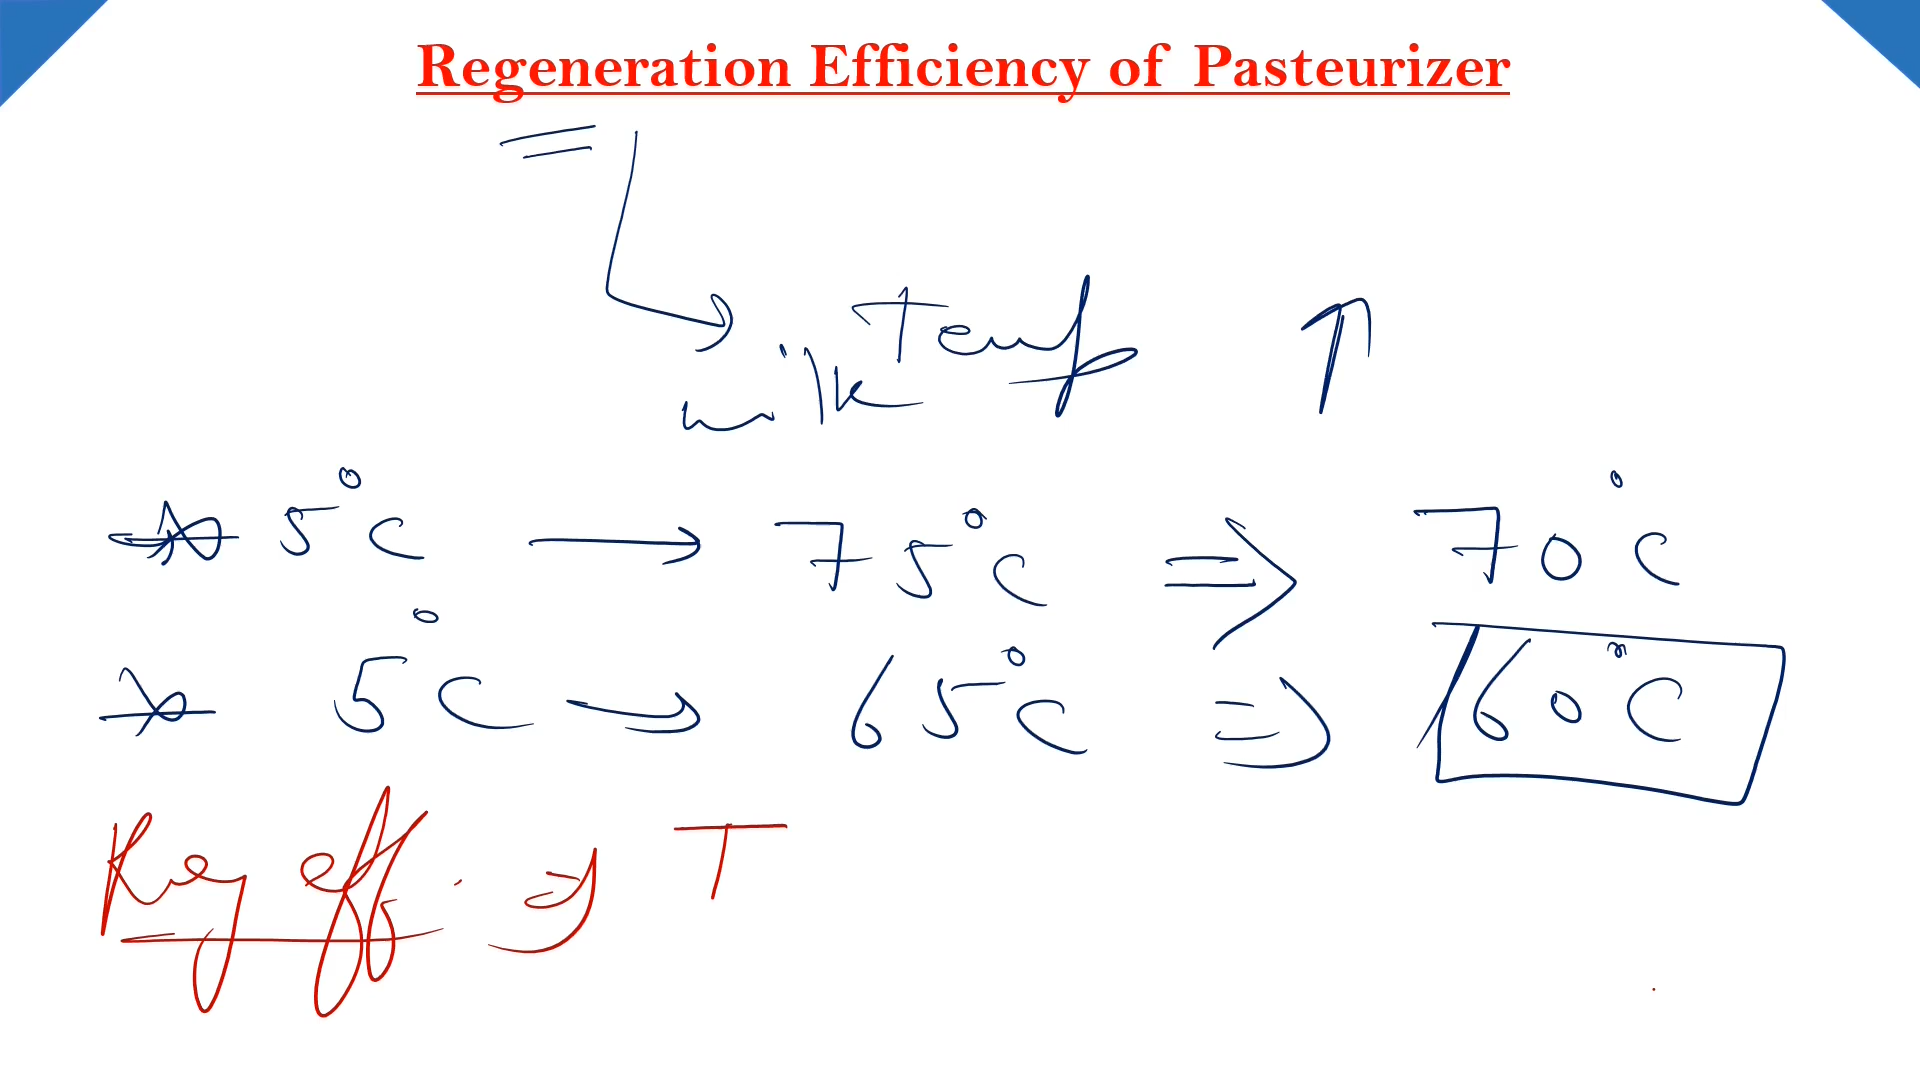 Regeneration Efficiency of Pasteurizer
Temp ↑
milk
5°C → 75°C ⇒ 70°C
5°C → 65°C ⇒ 60°C
Reg eff. ⇒ T